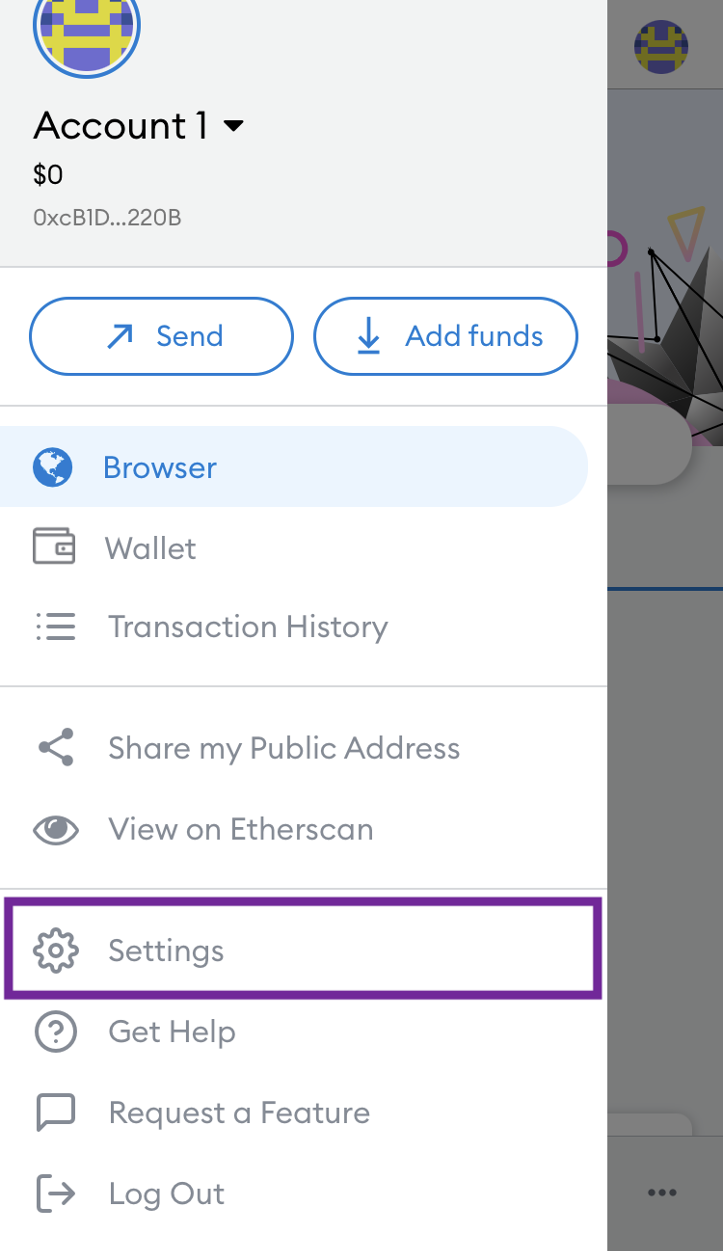 Account 1
$0
0xcB1D...220B
Send
Add funds
Browser
Wallet
Transaction History
Share my Public Address
View on Etherscan
Settings
Get Help
Request a Feature
Log Out